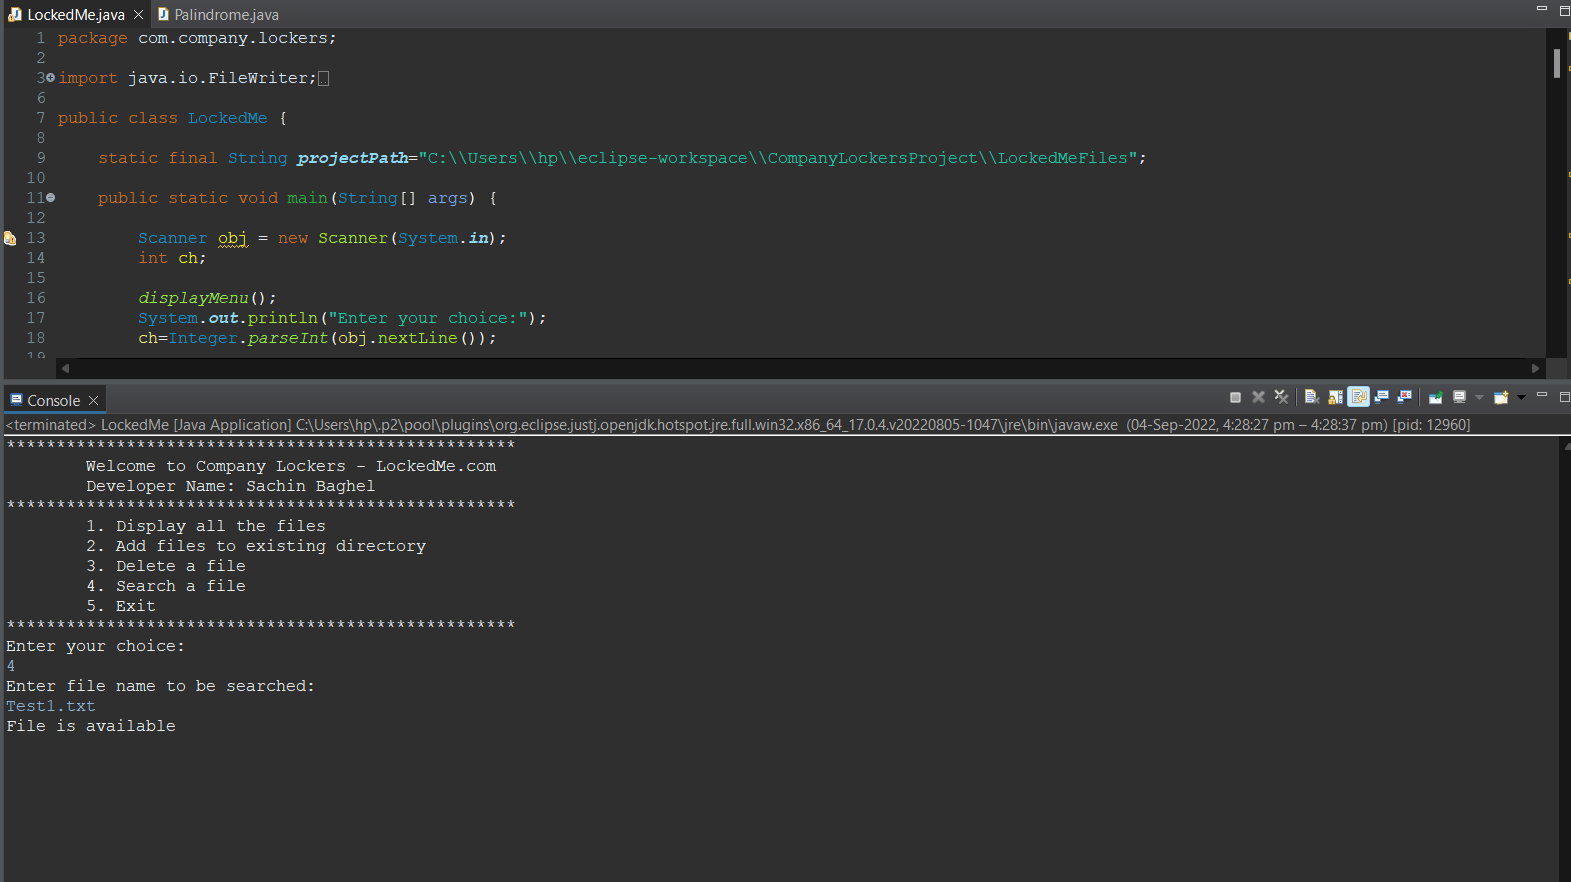 LockedMe.java Palindrome.java
1 package com.company.lockers;
2
3 import java.io.FileWriter;
6
7 public class LockedMe {
8
9 static final String projectPath="C:\\Users\\hp\\eclipse-workspace\\CompanyLockersProject\\LockedMeFiles";
10
11 public static void main(String[] args) {
12
13 Scanner obj = new Scanner(System.in);
14 int ch;
15
16 displayMenu();
17 System.out.println("Enter your choice:");
18 ch=Integer.parseInt(obj.nextLine());
19
Console
<terminated> LockedMe [Java Application] C:\Users\hp\.p2\pool\plugins\org.eclipse.justj.openjdk.hotspot.jre.full.win32.x86_64_17.0.4.v20220805-1047\jre\bin\javaw.exe (04-Sep-2022, 4:28:27 pm – 4:28:37 pm) [pid: 12960]
***************************************************
Welcome to Company Lockers - LockedMe.com
Developer Name: Sachin Baghel
***************************************************
1. Display all the files
2. Add files to existing directory
3. Delete a file
4. Search a file
5. Exit
***************************************************
Enter your choice:
4
Enter file name to be searched:
Test1.txt
File is available